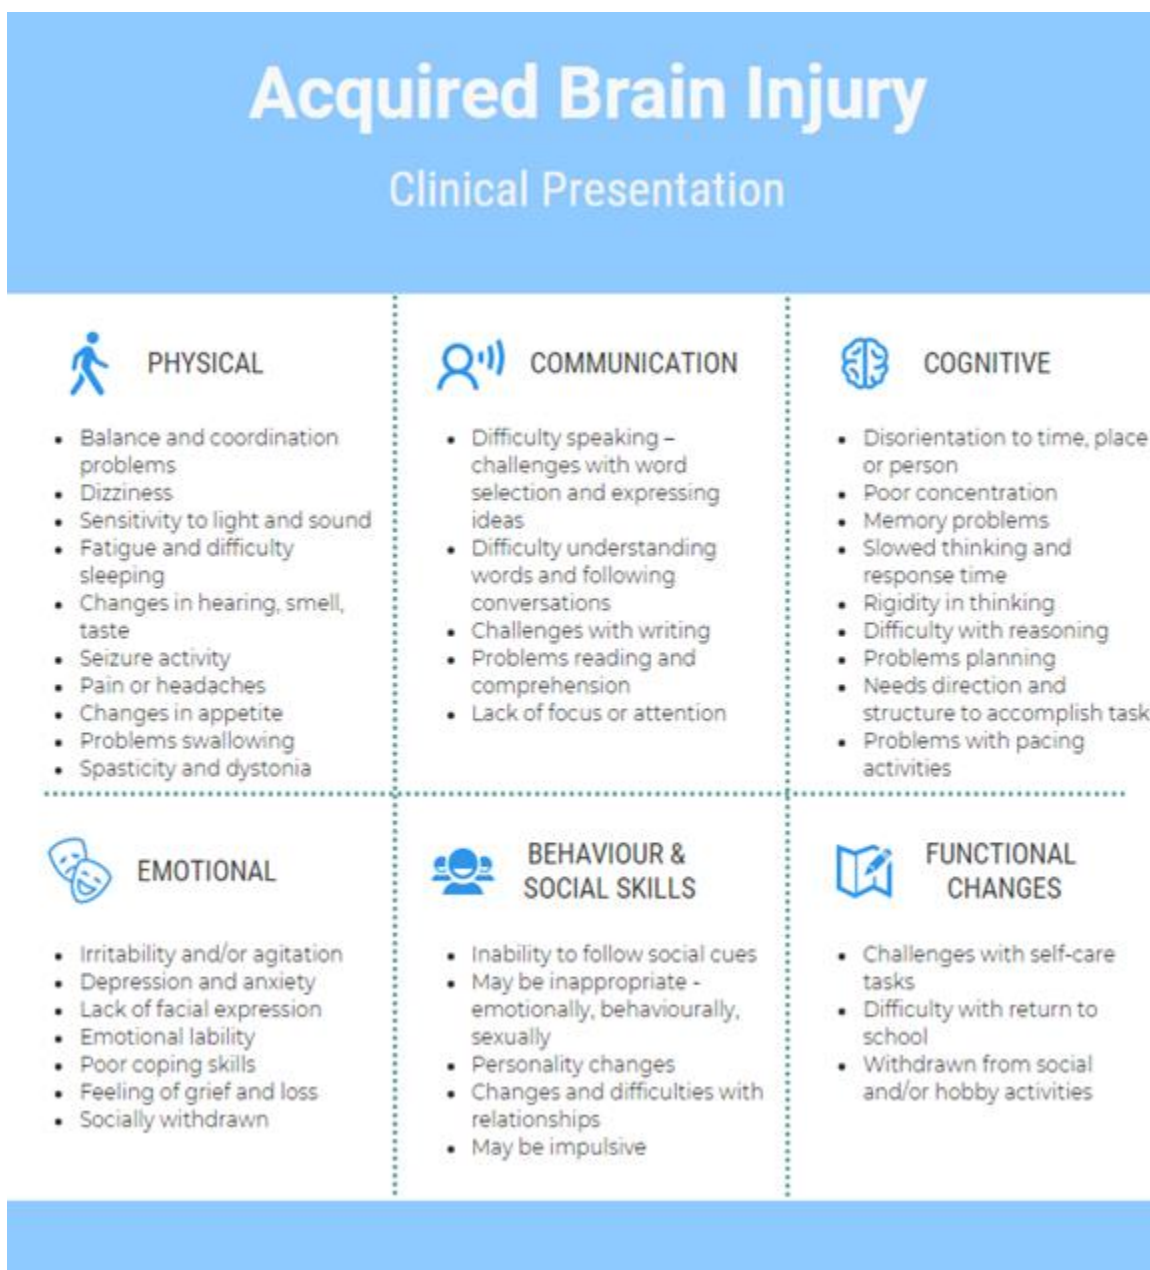 Acquired Brain Injury
Clinical Presentation
PHYSICAL
• Balance and coordination
problems
• Dizziness
• Sensitivity to light and sound
• Fatigue and difficulty
sleeping
• Changes in hearing, smell,
taste
• Seizure activity
• Pain or headaches
• Changes in appetite
• Problems swallowing
• Spasticity and dystonia
COMMUNICATION
• Difficulty speaking –
challenges with word
selection and expressing
ideas
• Difficulty understanding
words and following
conversations
• Challenges with writing
• Problems reading and
comprehension
• Lack of focus or attention
COGNITIVE
• Disorientation to time, place
or person
• Poor concentration
• Memory problems
• Slowed thinking and
response time
• Rigidity in thinking
• Difficulty with reasoning
• Problems planning
• Needs direction and
structure to accomplish task
• Problems with pacing
activities
EMOTIONAL
• Irritability and/or agitation
• Depression and anxiety
• Lack of facial expression
• Emotional lability
• Poor coping skills
• Feeling of grief and loss
• Socially withdrawn
BEHAVIOUR &
SOCIAL SKILLS
• Inability to follow social cues
• May be inappropriate -
emotionally, behaviourally,
sexually
• Personality changes
• Changes and difficulties with
relationships
• May be impulsive
FUNCTIONAL
CHANGES
• Challenges with self-care
tasks
• Difficulty with return to
school
• Withdrawn from social
and/or hobby activities